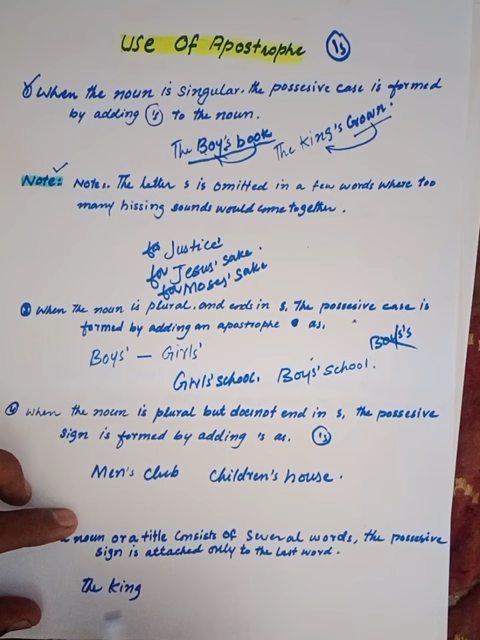 Use Of Apostrophe 's
When the noun is singular. the possesive case is formed
by adding 's to the noun.
The Boy's book The King's Crown.
Note: Note:. The letter s is omitted in a few words where too
many hissing sounds would come together.
for Justice'
for Jesus' sake.
for Moses' sake
③ When the noun is plural, and ends in s, the possesive case is
formed by adding an apostrophe as,
Boys' — Girls' Boys's
Girls' school. Boys' school.
when the noun is plural but doesnot end in s, the possesive
sign is formed by adding 's as. 's
Men's club Children's house.
noun or a title consists of several words, the possesive
sign is attached only to the last word.
The King